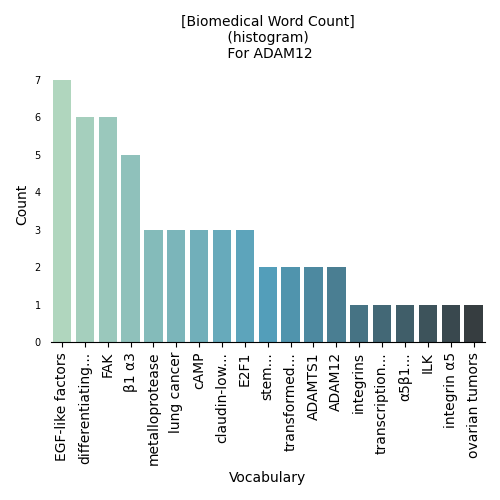 [Biomedical Word Count]
(histogram)
For ADAM12
Count
7
6
5
4
3
2
1
0
EGF-like factors
differentiating...
FAK
β1 α3
metalloprotease
lung cancer
cAMP
claudin-low...
E2F1
stem...
transformed...
ADAMTS1
ADAM12
integrins
transcription...
α5β1...
ILK
integrin α5
ovarian tumors
Vocabulary